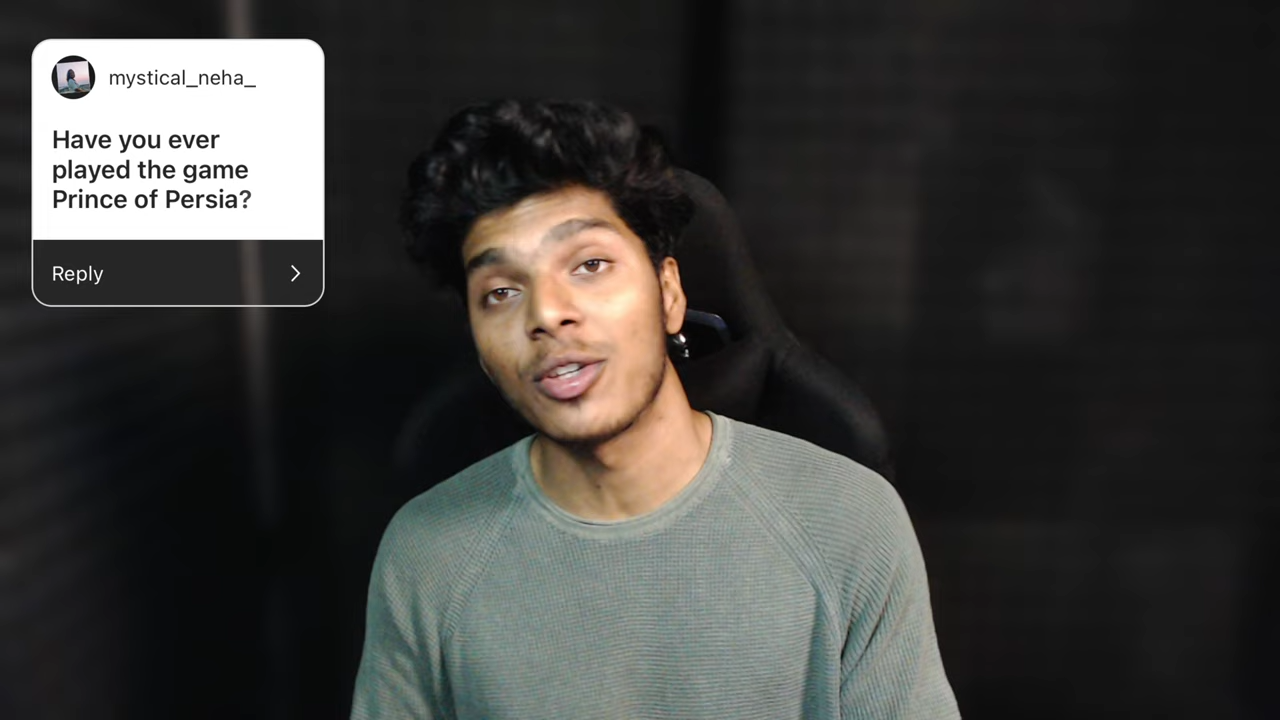 mystical_neha_
Have you ever
played the game
Prince of Persia?
Reply